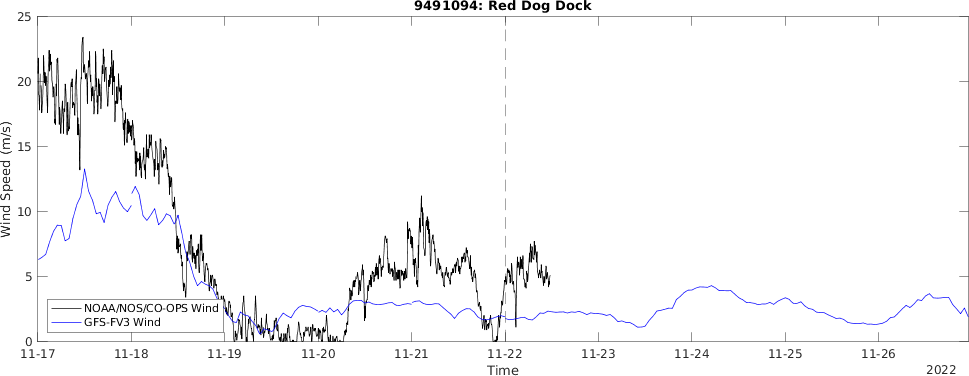 9491094: Red Dog Dock
25
20
15
10
5
0
Wind Speed (m/s)
NOAA/NOS/CO-OPS Wind
GFS-FV3 Wind
11-17 11-18 11-19 11-20 11-21 11-22 11-23 11-24 11-25 11-26
Time
2022